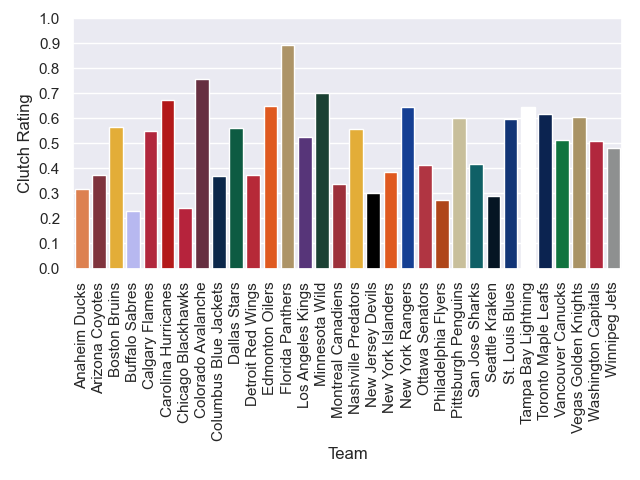 1.0
0.9
0.8
0.7
0.6
0.5
0.4
0.3
0.2
0.1
0.0
Clutch Rating
Anaheim Ducks
Arizona Coyotes
Boston Bruins
Buffalo Sabres
Calgary Flames
Carolina Hurricanes
Chicago Blackhawks
Colorado Avalanche
Columbus Blue Jackets
Dallas Stars
Detroit Red Wings
Edmonton Oilers
Florida Panthers
Los Angeles Kings
Minnesota Wild
Montreal Canadiens
Nashville Predators
New Jersey Devils
New York Islanders
New York Rangers
Ottawa Senators
Philadelphia Flyers
Pittsburgh Penguins
San Jose Sharks
Seattle Kraken
St. Louis Blues
Tampa Bay Lightning
Toronto Maple Leafs
Vancouver Canucks
Vegas Golden Knights
Washington Capitals
Winnipeg Jets
Team